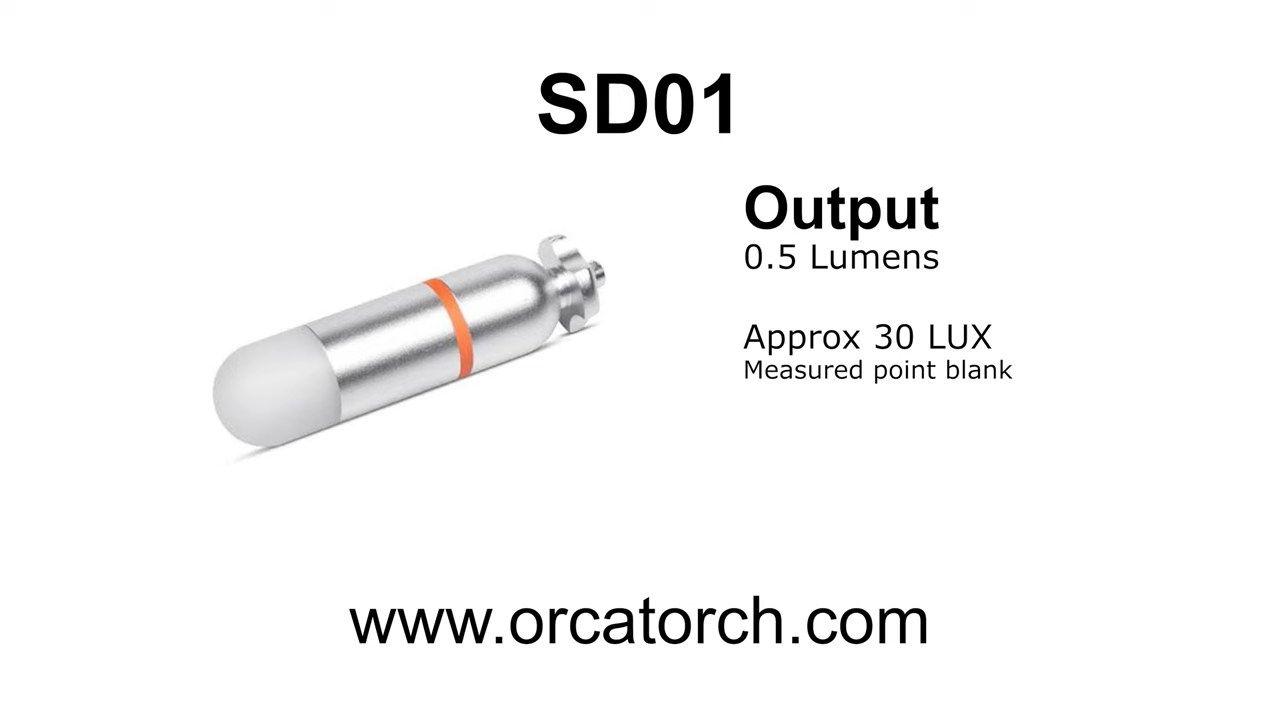 SD01
Output
0.5 Lumens
Approx 30 LUX
Measured point blank
www.orcatorch.com